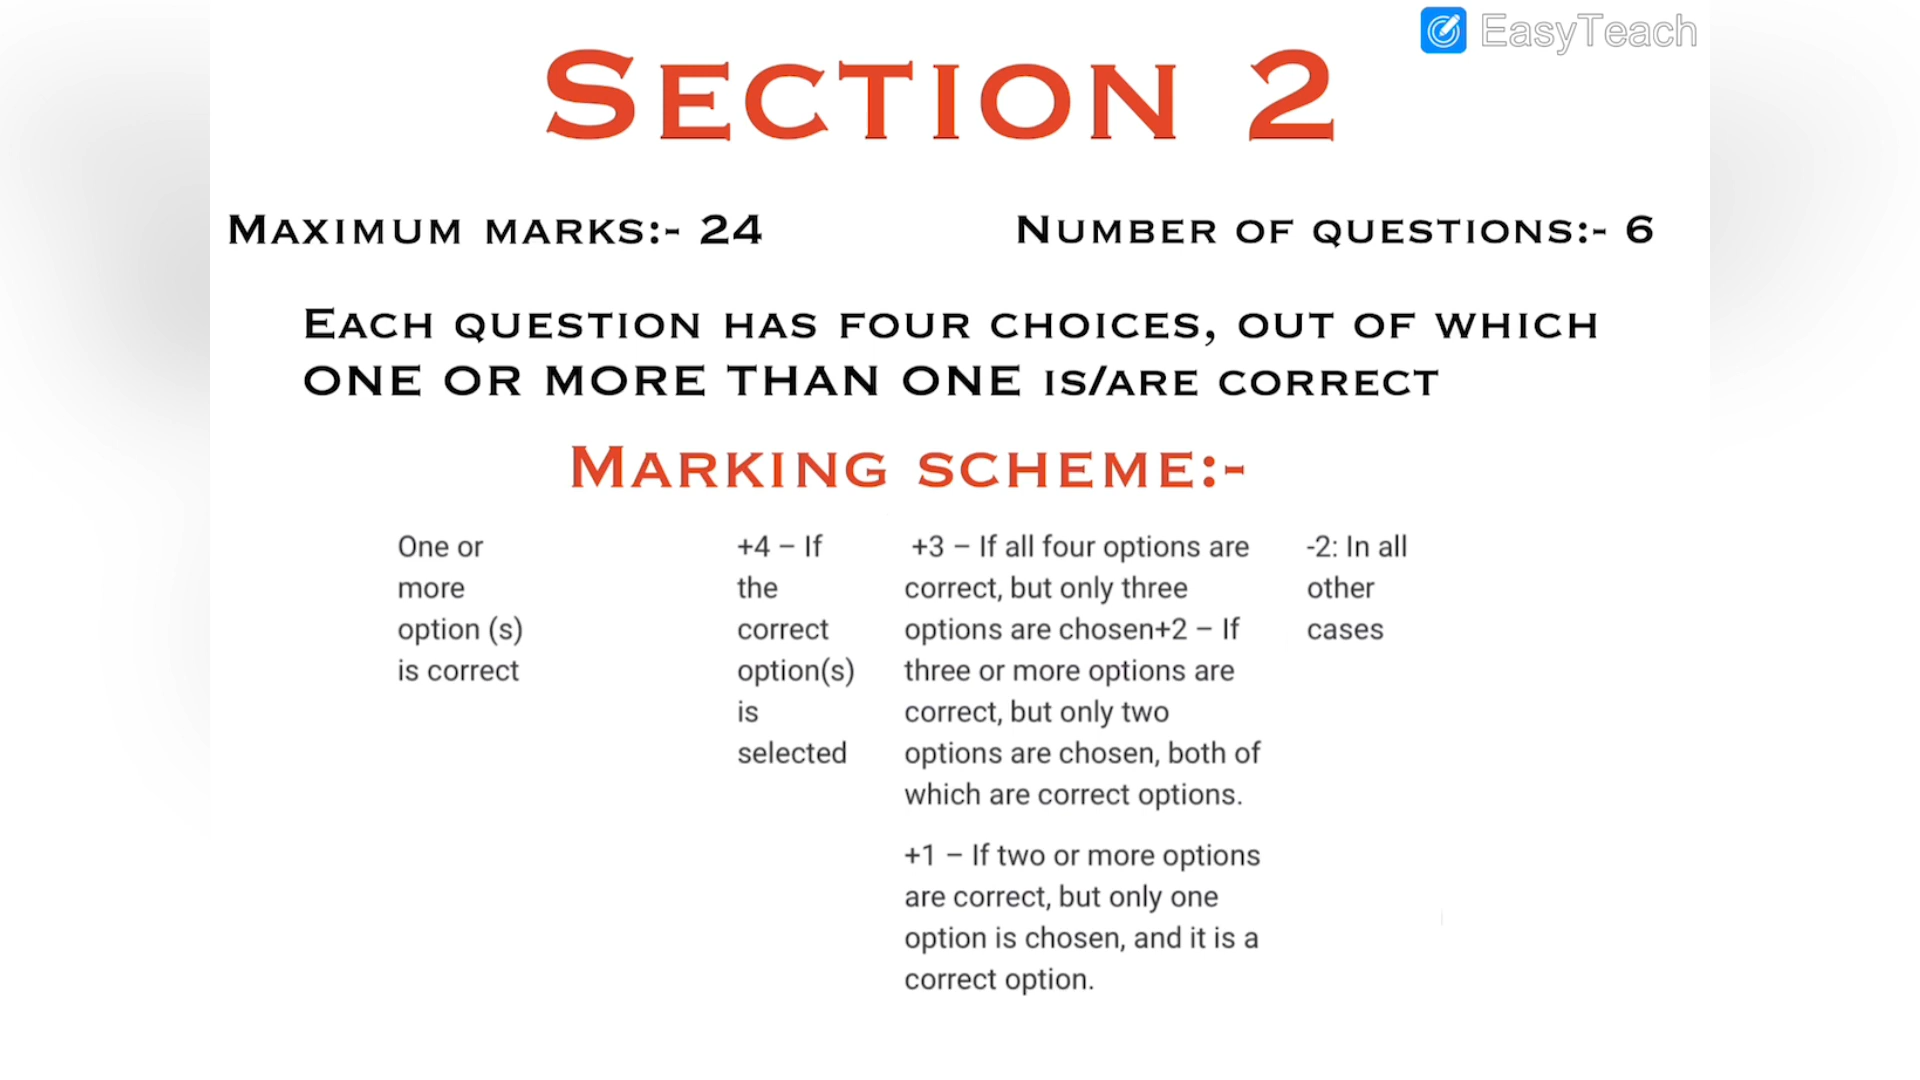 EasyTeach
SECTION 2
MAXIMUM MARKS:- 24
NUMBER OF QUESTIONS:- 6
EACH QUESTION HAS FOUR CHOICES, OUT OF WHICH
ONE OR MORE THAN ONE IS/ARE CORRECT
MARKING SCHEME:-
One or
more
option (s)
is correct
+4 – If
the
correct
option(s)
is
selected
+3 – If all four options are
correct, but only three
options are chosen+2 – If
three or more options are
correct, but only two
options are chosen, both of
which are correct options.
+1 – If two or more options
are correct, but only one
option is chosen, and it is a
correct option.
-2: In all
other
cases